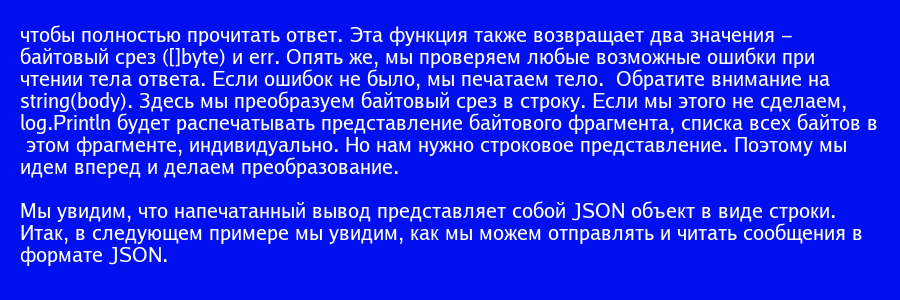 чтобы полностью прочитать ответ. Эта функция также возвращает два значения –
байтовый срез ([]byte) и err. Опять же, мы проверяем любые возможные ошибки при
чтении тела ответа. Если ошибок не было, мы печатаем тело.  Обратите внимание на
string(body). Здесь мы преобразуем байтовый срез в строку. Если мы этого не сделаем,
log.Println будет распечатывать представление байтового фрагмента, списка всех байтов в
этом фрагменте, индивидуально. Но нам нужно строковое представление. Поэтому мы
идем вперед и делаем преобразование.

Мы увидим, что напечатанный вывод представляет собой JSON объект в виде строки.
Итак, в следующем примере мы увидим, как мы можем отправлять и читать сообщения в
формате JSON.